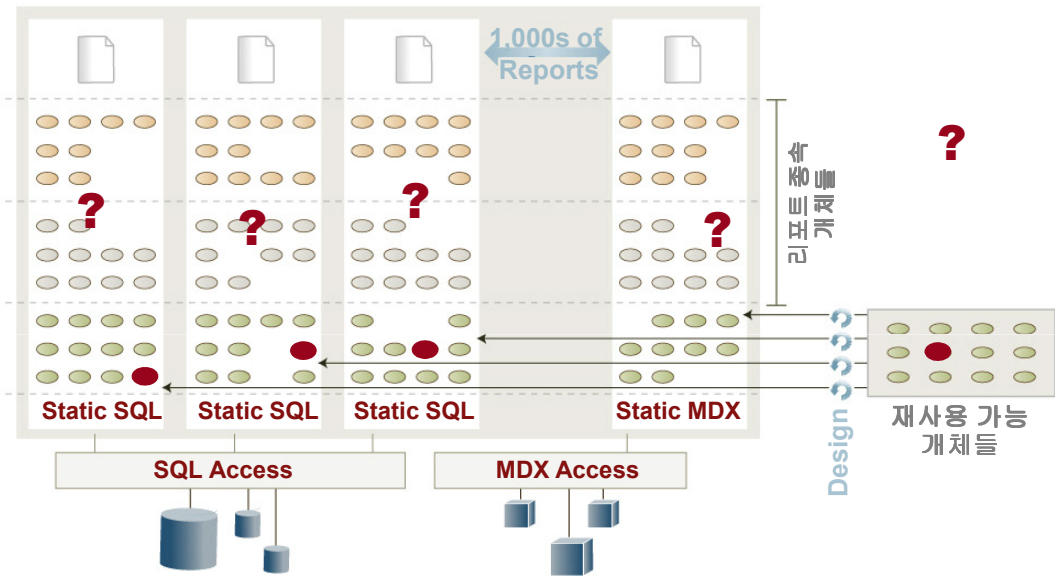 1,000s of
Reports
?
?
?
?
?
리포트 종속
개체들
Static SQL
Static SQL
Static SQL
Static MDX
Design
재사용 가능
개체들
SQL Access
MDX Access